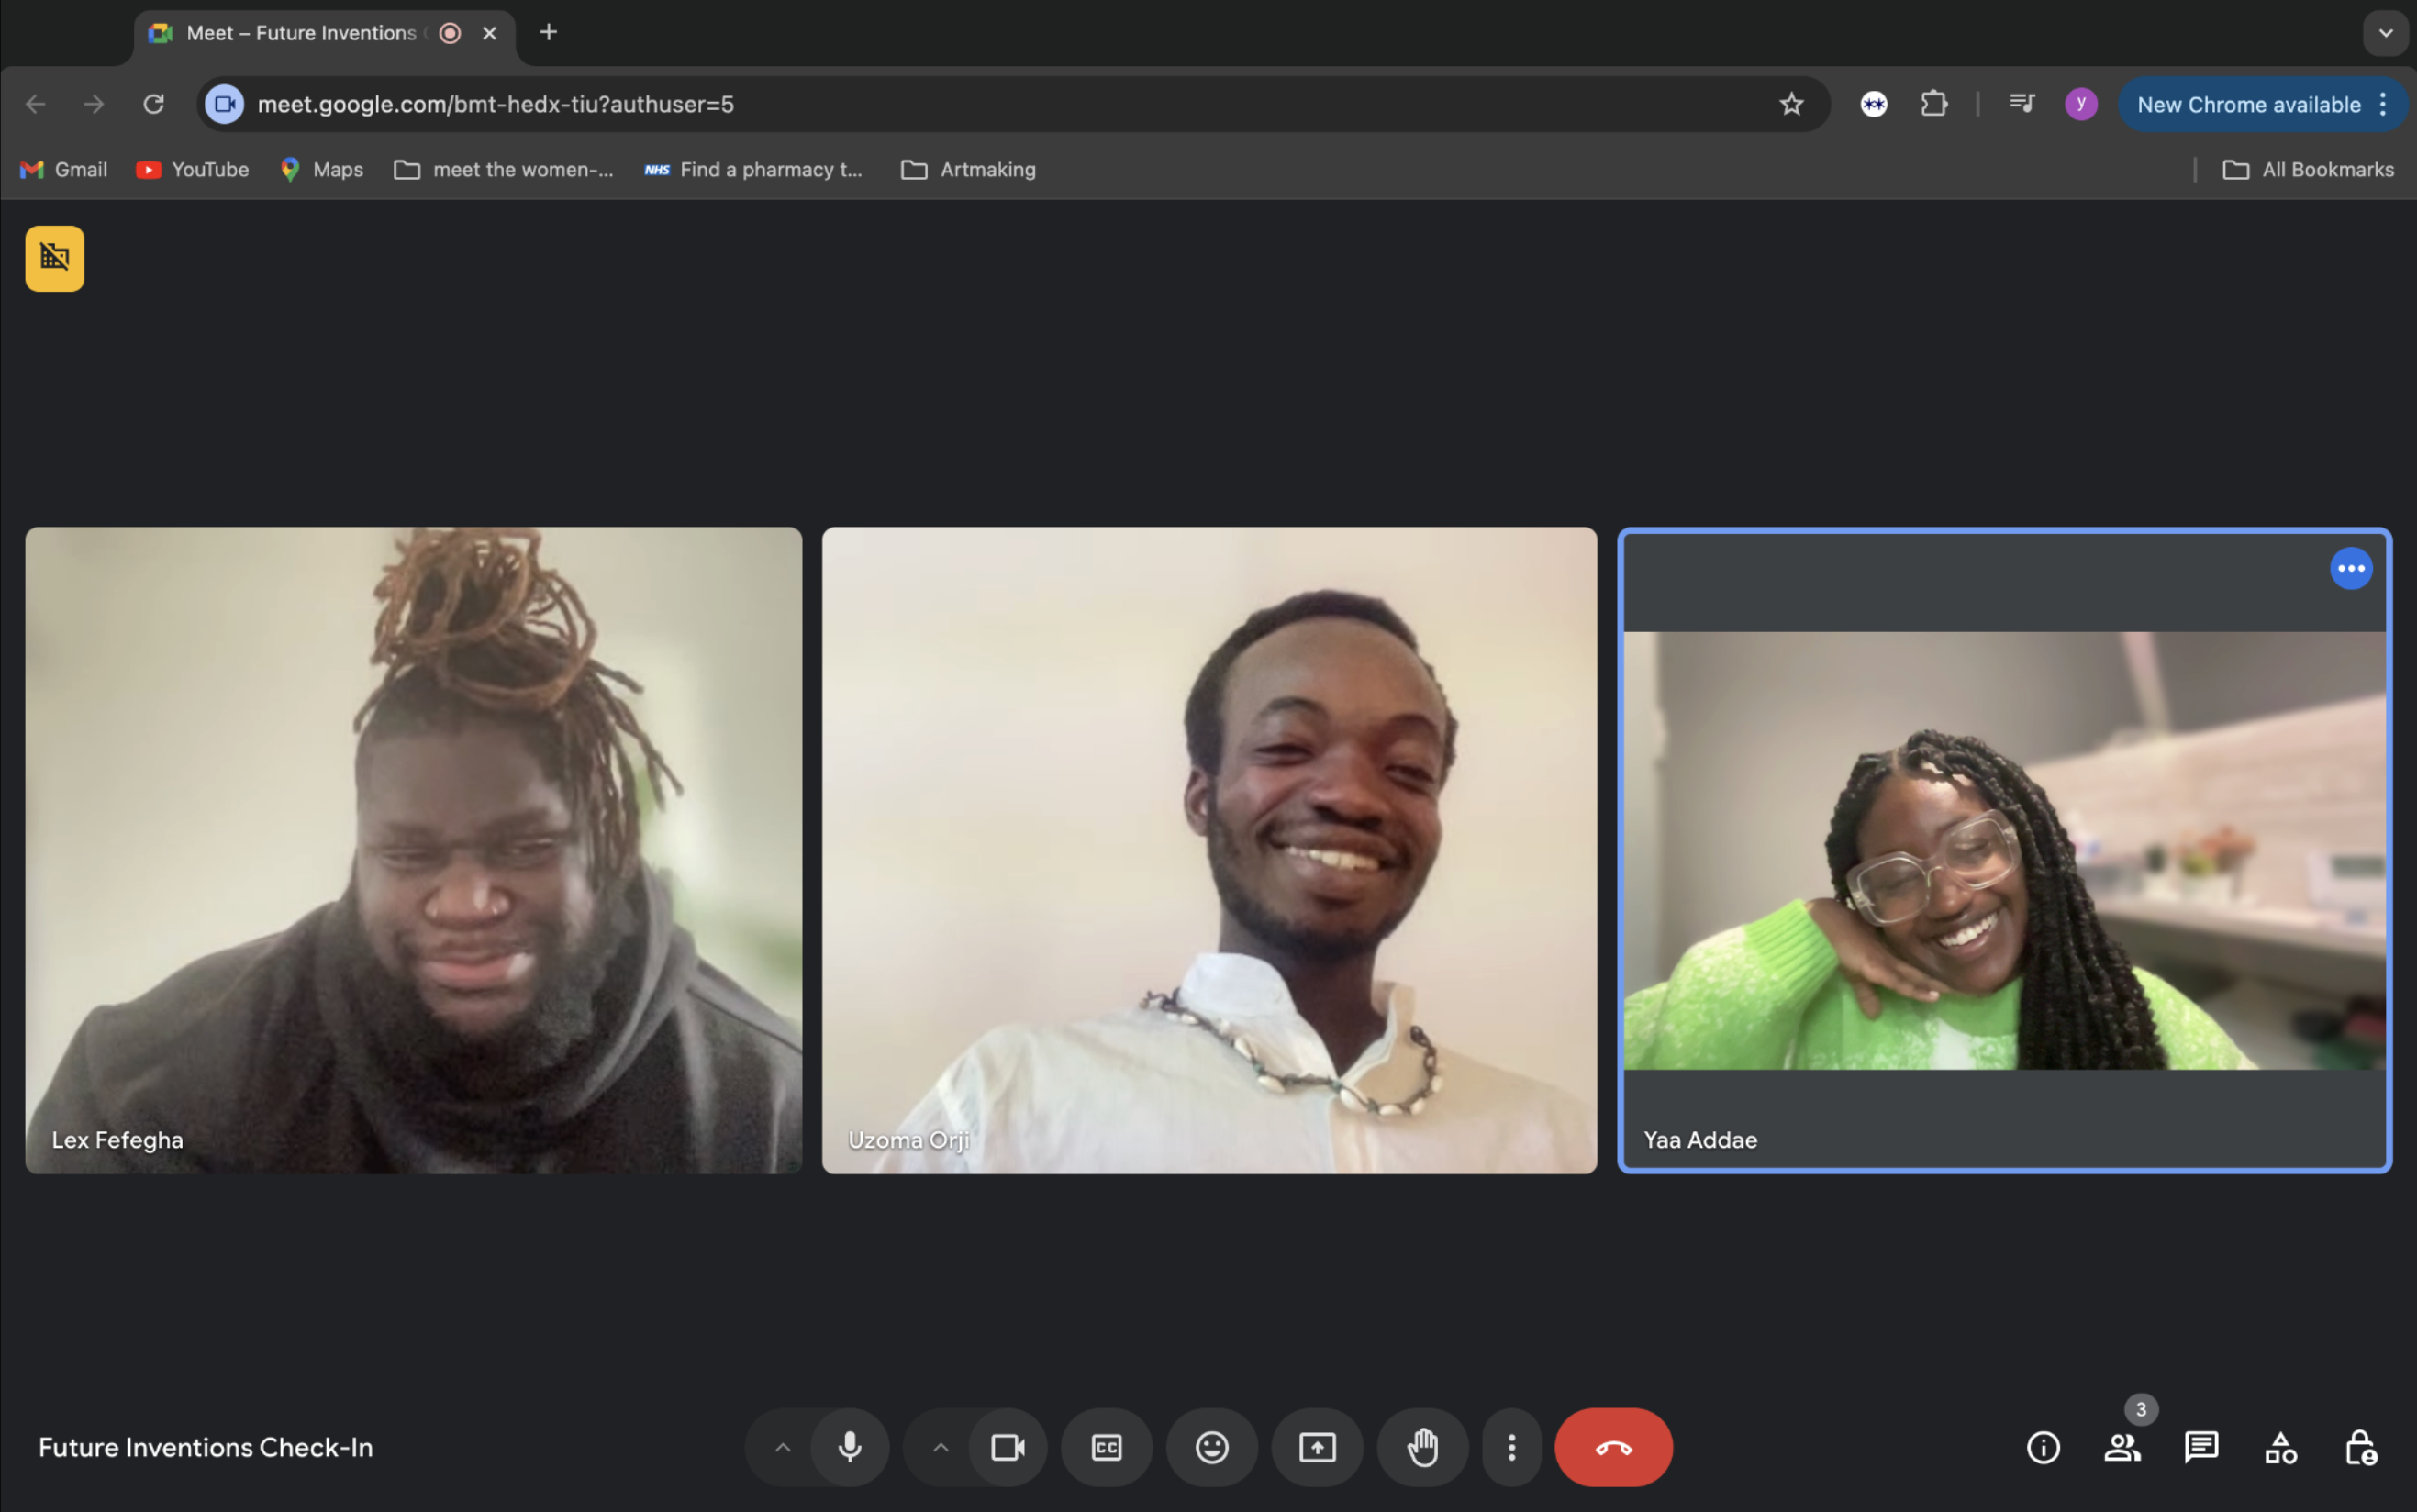 Meet – Future Inventions
meet.google.com/bmt-hedx-tiu?authuser=5
y
New Chrome available
Gmail
YouTube
Maps
meet the women-...
NHS
Find a pharmacy t...
Artmaking
All Bookmarks
Lex Fefegha
Uzoma Orji
Yaa Addae
Future Inventions Check-In
CC
3